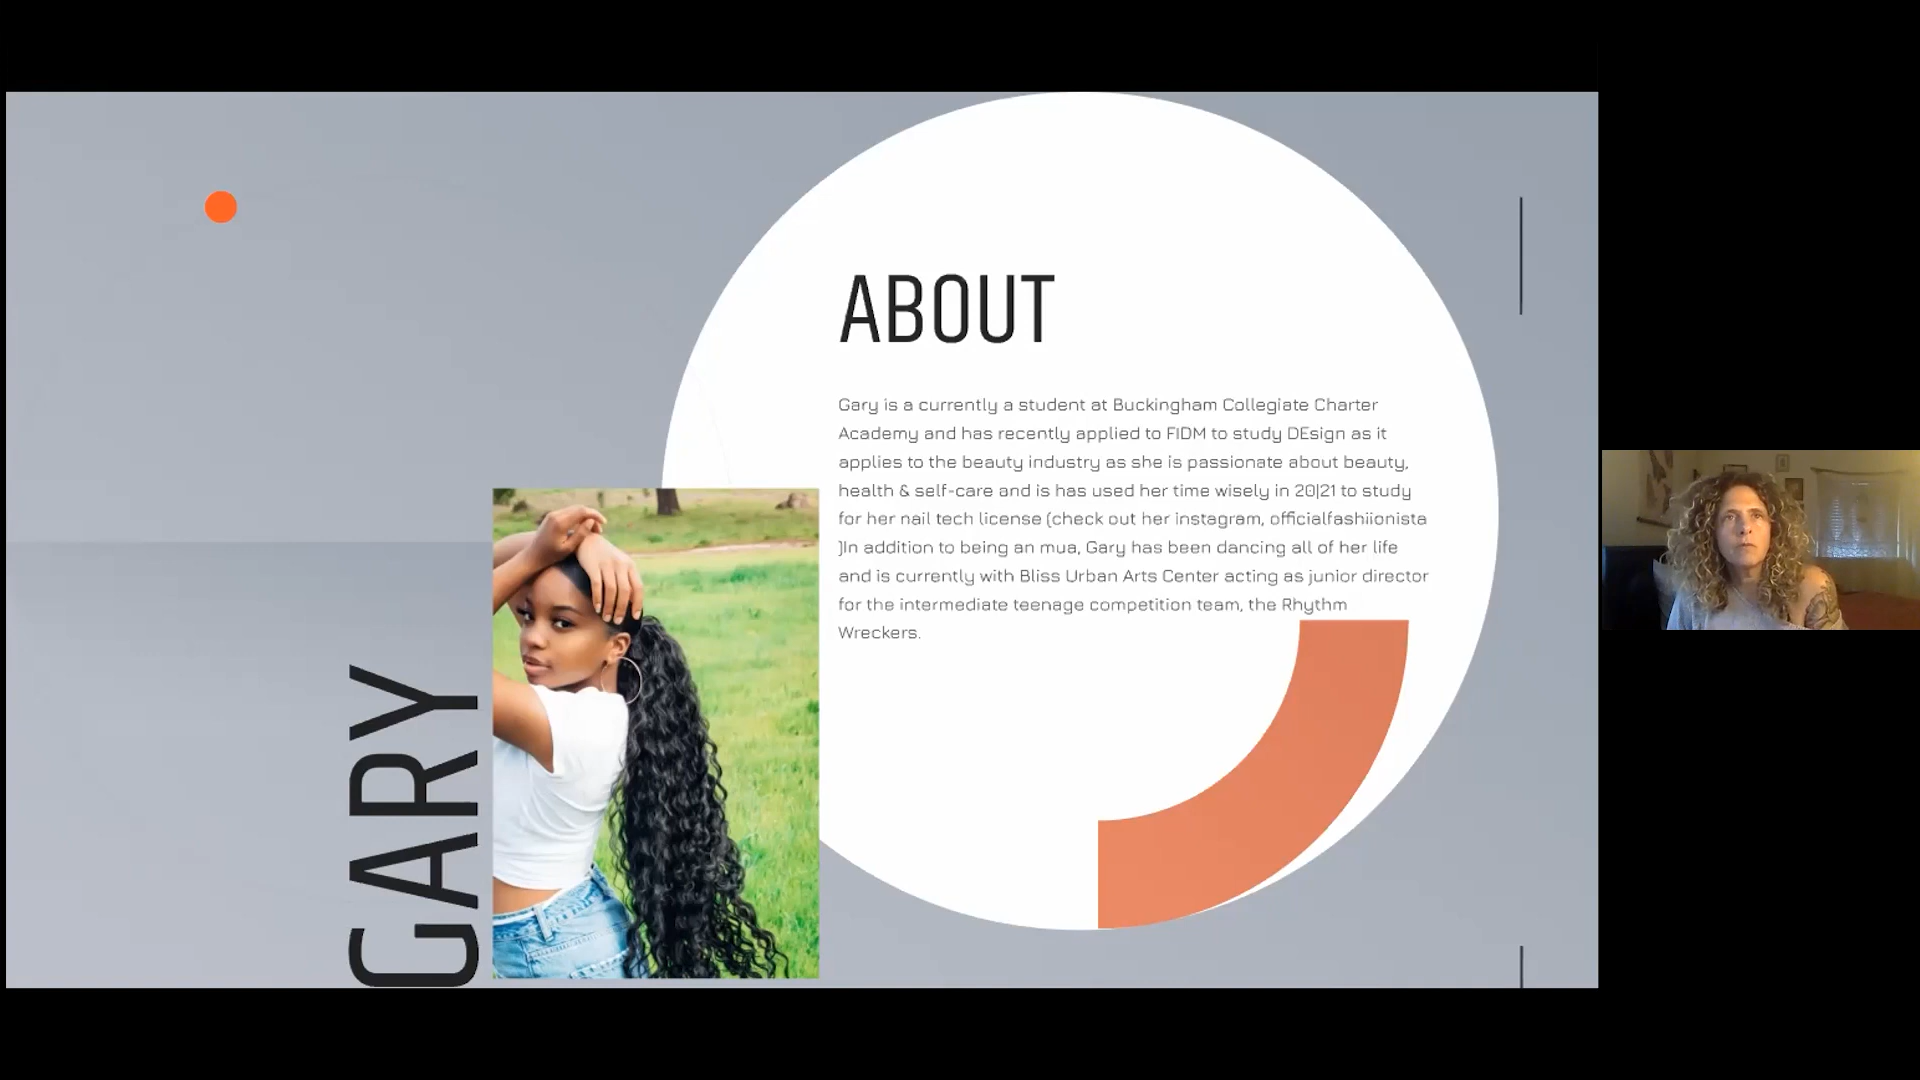 ABOUT
Gary is a currently a student at Buckingham Collegiate Charter
Academy and has recently applied to FIDM to study DEsign as it
applies to the beauty industry as she is passionate about beauty,
health & self-care and is has used her time wisely in 20|21 to study
for her nail tech license (check out her instagram, officialfashiionista
)In addition to being an mua, Gary has been dancing all of her life
and is currently with Bliss Urban Arts Center acting as junior director
for the intermediate teenage competition team, the Rhythm
Wreckers.
GARY